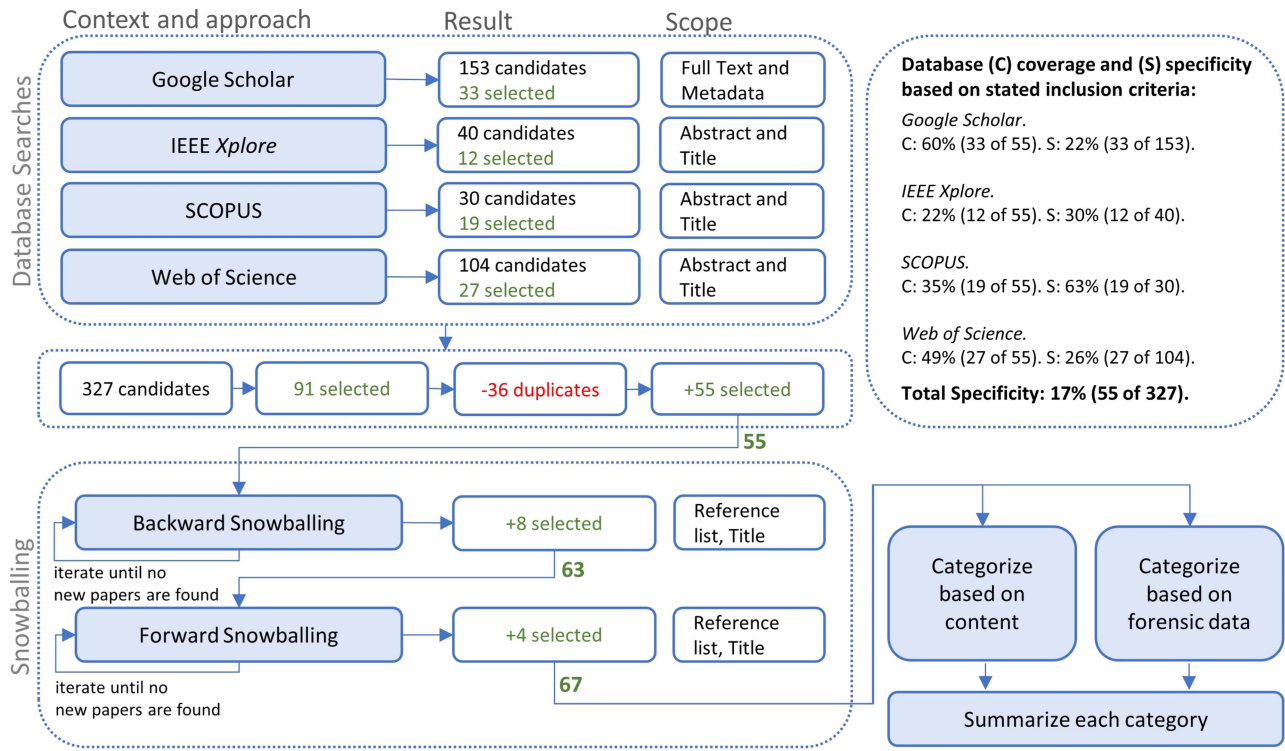 Context and approach
Result
Scope
Database Searches
Google Scholar
153 candidates
33 selected
Full Text and
Metadata
IEEE Xplore
40 candidates
12 selected
Abstract and
Title
SCOPUS
30 candidates
19 selected
Abstract and
Title
Web of Science
104 candidates
27 selected
Abstract and
Title
327 candidates
91 selected
-36 duplicates
+55 selected
55
Snowballing
Backward Snowballing
+8 selected
Reference
list, Title
iterate until no
new papers are found
63
Forward Snowballing
+4 selected
Reference
list, Title
iterate until no
new papers are found
67
Database (C) coverage and (S) specificity
based on stated inclusion criteria:
Google Scholar.
C: 60% (33 of 55). S: 22% (33 of 153).
IEEE Xplore.
C: 22% (12 of 55). S: 30% (12 of 40).
SCOPUS.
C: 35% (19 of 55). S: 63% (19 of 30).
Web of Science.
C: 49% (27 of 55). S: 26% (27 of 104).
Total Specificity: 17% (55 of 327).
Categorize
based on
content
Categorize
based on
forensic data
Summarize each category